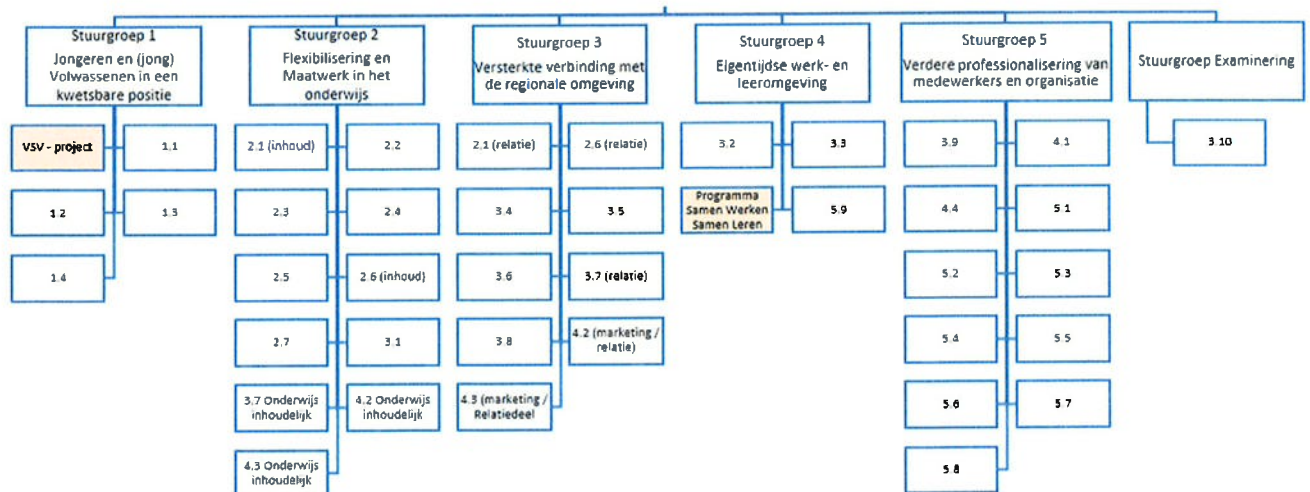 Stuurgroep 1
Jongeren en (jong)
Volwassenen in een
kwetsbare positie
VSV - project
1.1
1.2
1.3
1.4
Stuurgroep 2
Flexibilisering en
Maatwerk in het
onderwijs
2.1 (inhoud)
2.2
2.3
2.4
2.5
2.6 (inhoud)
2.7
3.1
3.7 Onderwijs
inhoudelijk
4.2 Onderwijs
inhoudelijk
4.3 Onderwijs
inhoudelijk
Stuurgroep 3
Versterkte verbinding met
de regionale omgeving
2.1 (relatie)
2.6 (relatie)
3.4
3.5
3.6
3.7 (relatie)
3.8
4.2 (marketing /
relatie)
4.3 (marketing /
Relatiedeel
Stuurgroep 4
Eigentijdse werk- en
leeromgeving
3.2
3.3
Programma
Samen Werken
Samen Leren
5.9
Stuurgroep 5
Verdere professionalisering van
medewerkers en organisatie
3.9
4.1
4.4
5.1
5.2
5.3
5.4
5.5
5.6
5.7
5.8
Stuurgroep Examinering
3.10